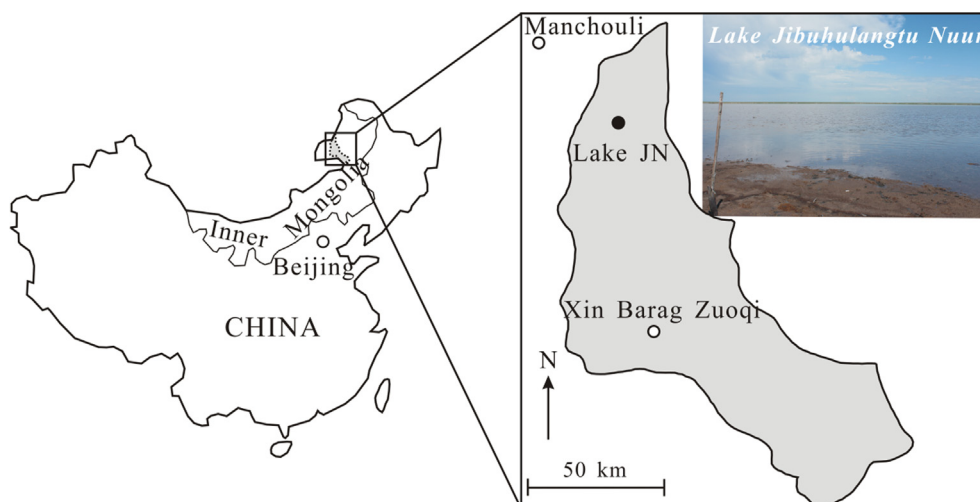 Manchouli
Lake Jibuhulangtu Nuur
Lake JN
Inner Mongolia
Beijing
CHINA
Xin Barag Zuoqi
N
50 km